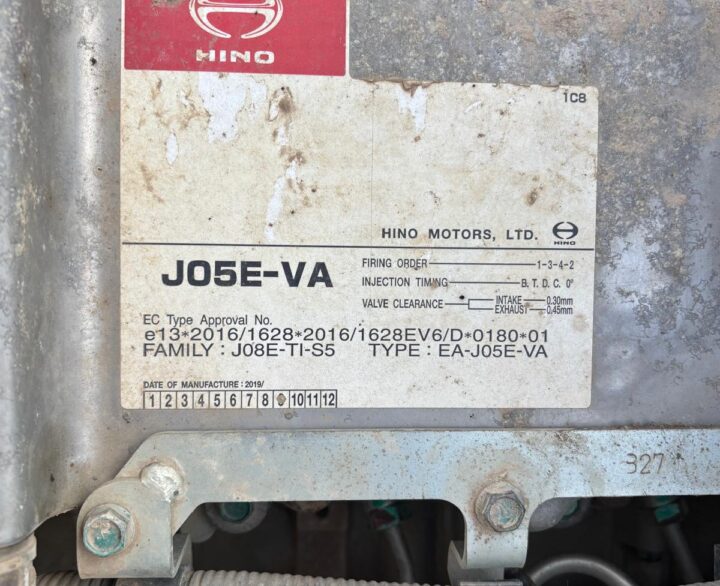 HINO
1C8
HINO MOTORS, LTD. HINO
J05E-VA
FIRING ORDER 1-3-4-2
INJECTION TIMING B.T.D.C. 0°
VALVE CLEARANCE INTAKE 0.30mm
EXHAUST 0.45mm
EC Type Approval No.
e13*2016/1628*2016/1628EV6/D*0180*01
FAMILY : J08E-TI-S5 TYPE : EA-J05E-VA
DATE OF MANUFACTURE : 2019/
1 2 3 4 5 6 7 8 10 11 12
327